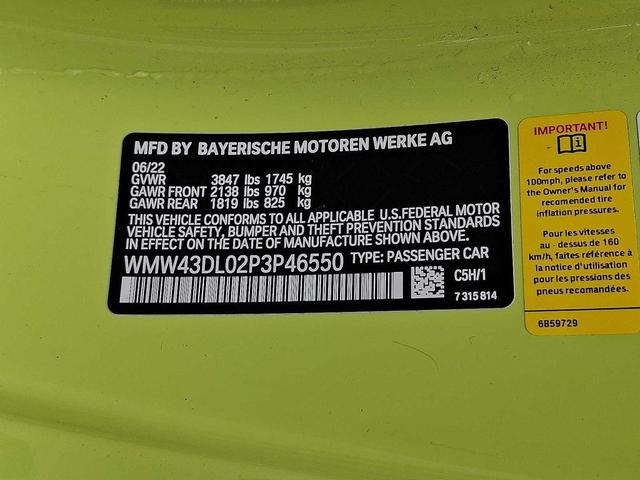 MFD BY BAYERISCHE MOTOREN WERKE AG
06/22
GVWR 3847 lbs 1745 kg
GAWR FRONT 2138 lbs 970 kg
GAWR REAR 1819 lbs 825 kg
THIS VEHICLE CONFORMS TO ALL APPLICABLE U.S.FEDERAL MOTOR
VEHICLE SAFETY, BUMPER AND THEFT PREVENTION STANDARDS
IN EFFECT ON THE DATE OF MANUFACTURE SHOWN ABOVE.
WMW43DL02P3P46550 TYPE: PASSENGER CAR
C5H/1
7 315 814
IMPORTANT!
For speeds above
100mph, please refer to
the Owner's Manual for
recomended tire
inflation pressures.
Pour les vitesses
au - dessus de 160
km/h, faites référence à
la notice d'utilisation
pour les pressions des
pneus recomandées.
6859729